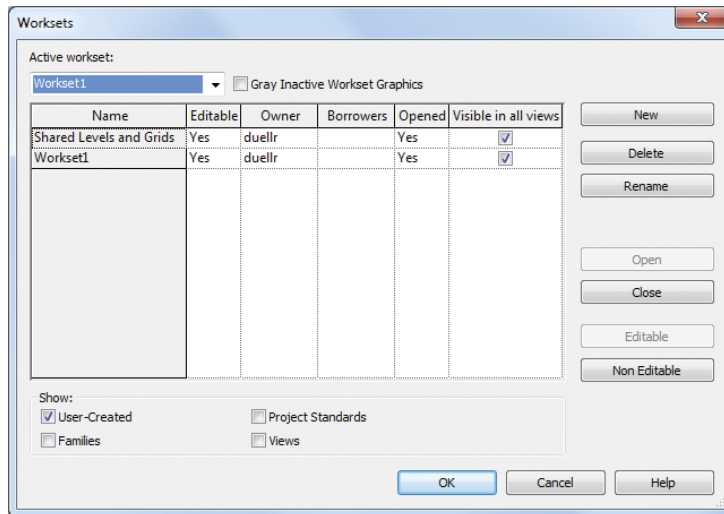 Worksets
Active workset:
Workset1
Gray Inactive Workset Graphics
Name Editable Owner Borrowers Opened Visible in all views
Shared Levels and Grids Yes duellr Yes
Workset1 Yes duellr Yes
New
Delete
Rename
Open
Close
Editable
Non Editable
Show:
User-Created Project Standards
Families Views
OK Cancel Help